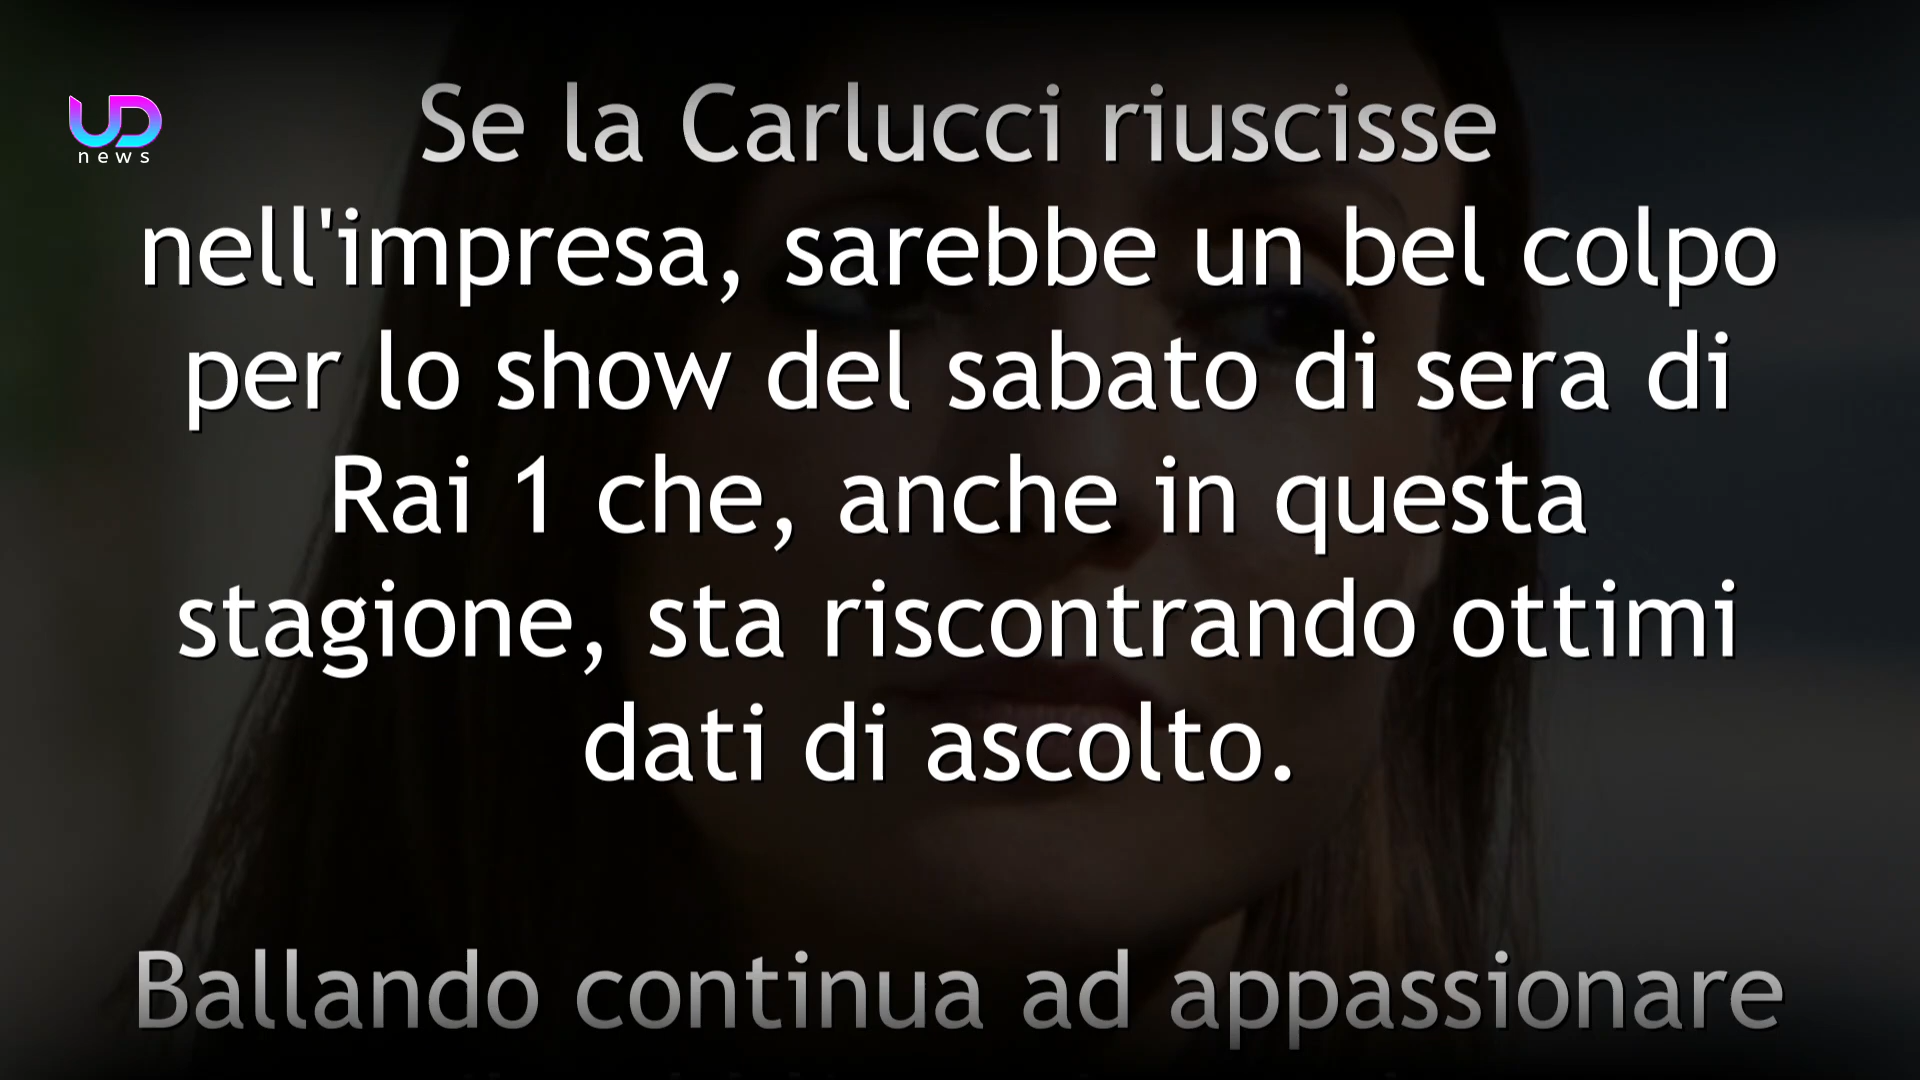 UD
news
Se la Carlucci riuscisse
nell'impresa, sarebbe un bel colpo
per lo show del sabato di sera di
Rai 1 che, anche in questa
stagione, sta riscontrando ottimi
dati di ascolto.
Ballando continua ad appassionare